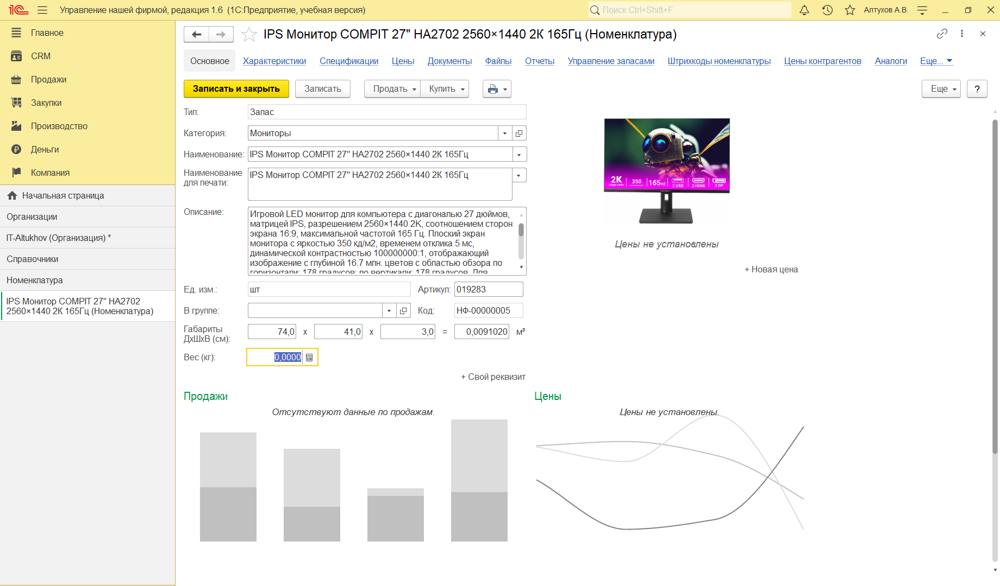 1С Управление нашей фирмой, редакция 1.6 (1С:Предприятие, учебная версия) Поиск Ctrl+Shift+F Алтухов А.В.
Главное
CRM
Продажи
Закупки
Производство
Деньги
Компания
Начальная страница
Организации
IT-Altukhov (Организация) *
Справочники
Номенклатура
IPS Монитор COMPIT 27" HA2702
2560×1440 2К 165Гц (Номенклатура)
IPS Монитор COMPIT 27" HA2702 2560×1440 2К 165Гц (Номенклатура)
Основное Характеристики Спецификации Цены Документы Файлы Отчеты Управление запасами Штрихкоды номенклатуры Цены контрагентов Аналоги Еще...
Записать и закрыть Записать Продать Купить Еще ?
Тип: Запас
Категория: Мониторы
Наименование: IPS Монитор COMPIT 27" HA2702 2560×1440 2К 165Гц
Наименование
для печати:
IPS Монитор COMPIT 27" HA2702 2560×1440 2К 165Гц
Описание:
Игровой LED монитор для компьютера с диагональю 27 дюймов,
матрицей IPS, разрешением 2560×1440 2K, соотношением сторон
экрана 16:9, максимальной частотой 165 Гц. Плоский экран
монитора с яркостью 350 кд/м2, временем отклика 5 мс,
динамической контрастностью 100000000:1, отображающий
изображение с глубиной 16.7 млн. цветов с областью обзора по
горизонтали: 178 градусов; по вертикали: 178 градусов. Для
Ед. изм.: шт Артикул: 019283
В группе: Код: НФ-00000005
Габариты
ДхШхВ (см):
74,0 x 41,0 x 3,0 = 0,0091020 м³
Вес (кг): 0,0000
+ Свой реквизит
2K 350 165HZ 2 USB 2 HDMI 2 DP
2560×1440
Цены не установлены
+ Новая цена
Продажи
Отсутствуют данные по продажам.
Цены
Цены не установлены.